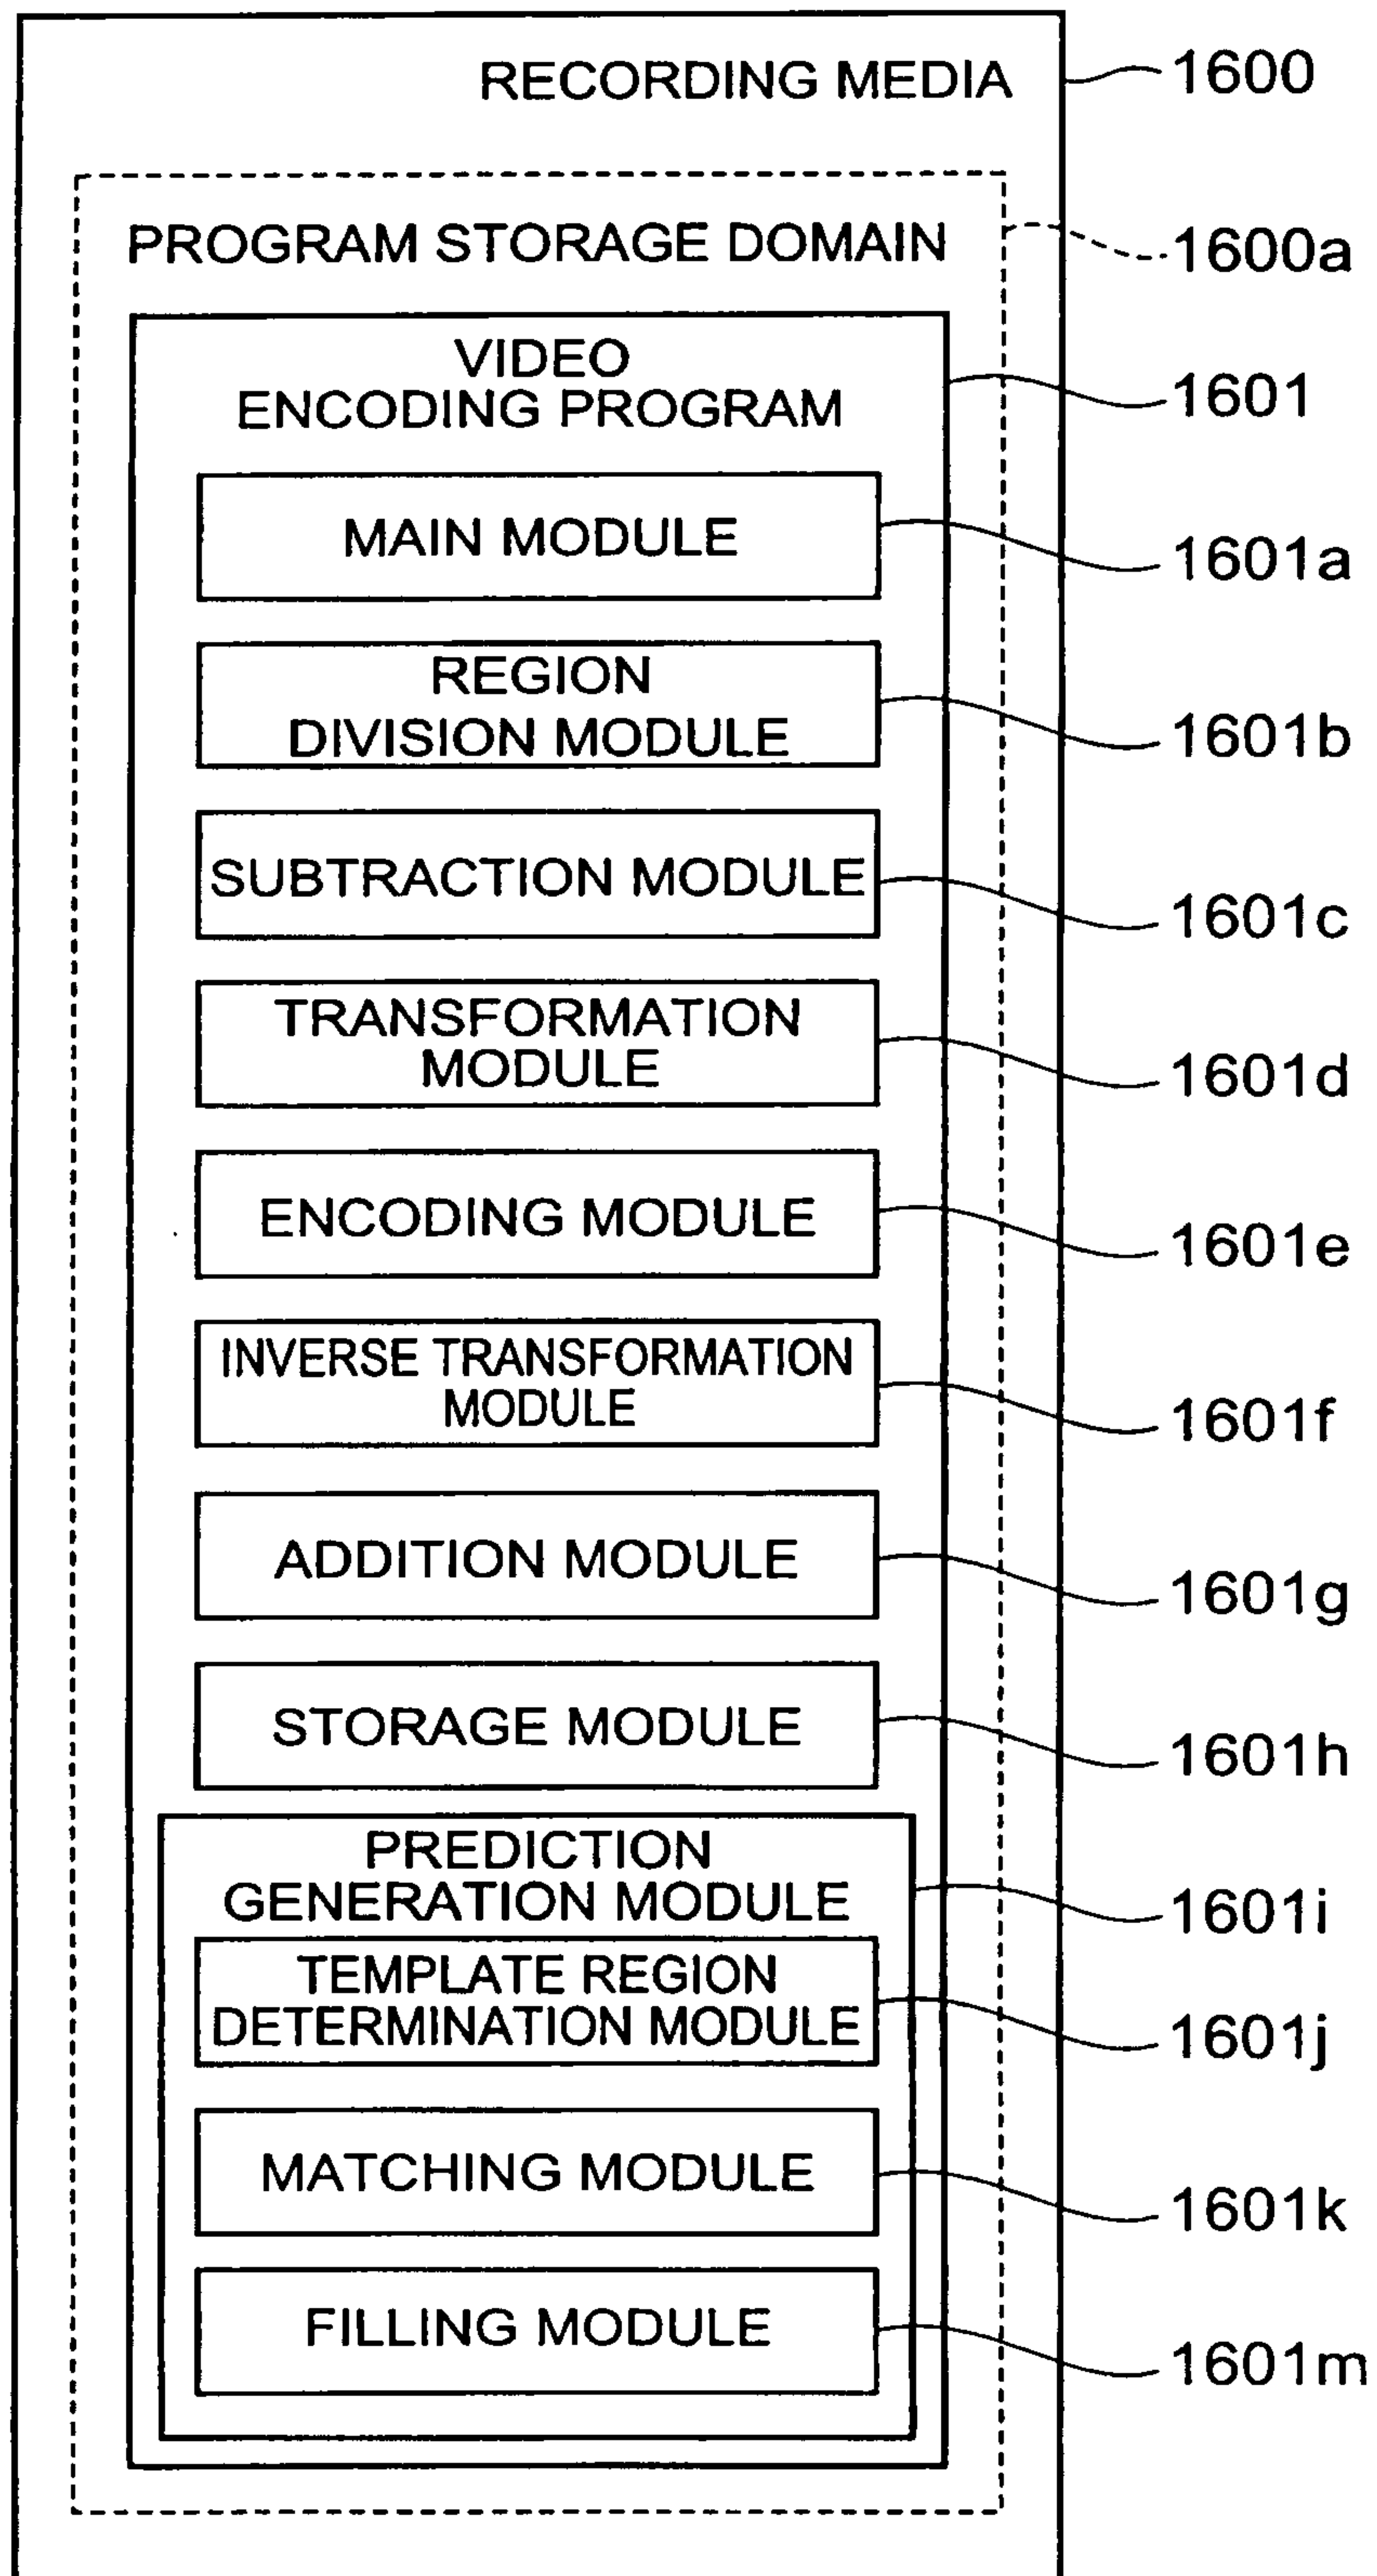 RECORDING MEDIA
1600
PROGRAM STORAGE DOMAIN
1600a
VIDEO
ENCODING PROGRAM
1601
MAIN MODULE
1601a
REGION
DIVISION MODULE
1601b
SUBTRACTION MODULE
1601c
TRANSFORMATION
MODULE
1601d
ENCODING MODULE
1601e
INVERSE TRANSFORMATION
MODULE
1601f
ADDITION MODULE
1601g
STORAGE MODULE
1601h
PREDICTION
GENERATION MODULE
1601i
TEMPLATE REGION
DETERMINATION MODULE
1601j
MATCHING MODULE
1601k
FILLING MODULE
1601m